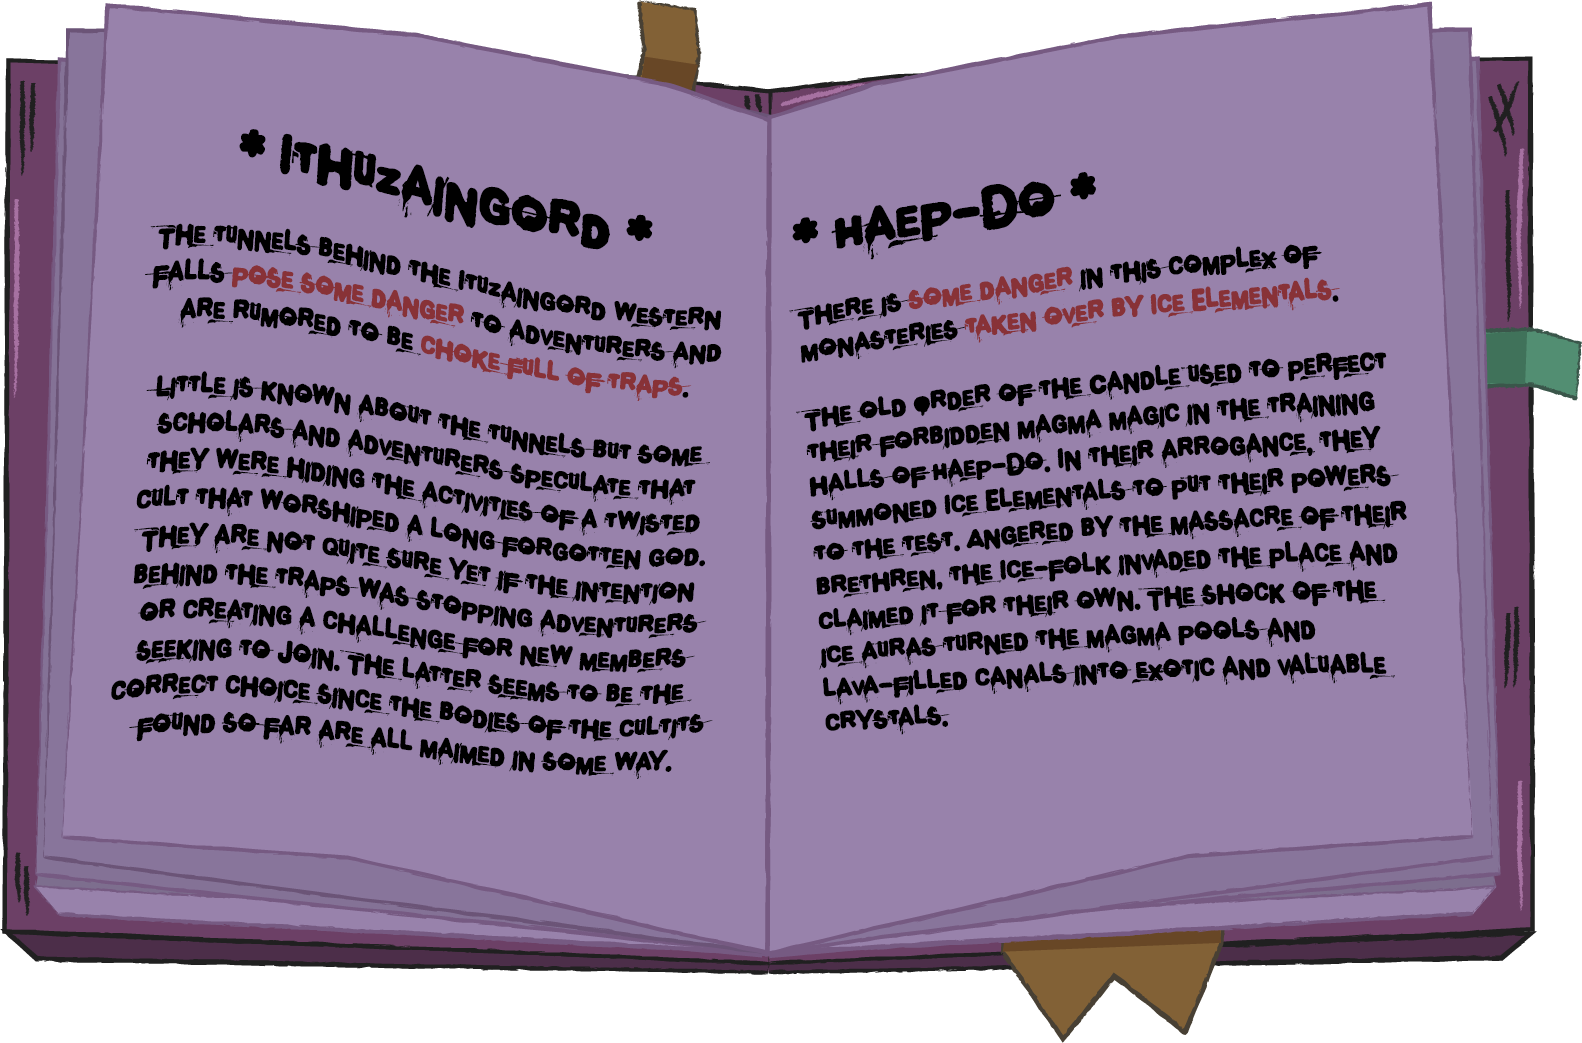 * Ithuzaingord *
The tunnels behind the Ituzaingord Western
Falls pose some danger to adventurers and
are rumored to be choke full of traps.
Little is known about the tunnels but some
scholars and adventurers speculate that
they were hiding the activities of a twisted
cult that worshiped a long forgotten god.
They are not quite sure yet if the intention
behind the traps was stopping adventurers
or creating a challenge for new members
seeking to join. The latter seems to be the
correct choice since the bodies of the cultits
found so far are all maimed in some way.
* Haep-Do *
There is some danger in this complex of
monasteries taken over by Ice Elementals.
The Old Order of the Candle used to perfect
their forbidden magma magic in the training
halls of Haep-Do. In their arrogance, they
summoned Ice Elementals to put their powers
to the test. Angered by the massacre of their
brethren, the ice-folk invaded the place and
claimed it for their own. The shock of the
ice auras turned the magma pools and
lava-filled canals into exotic and valuable
crystals.